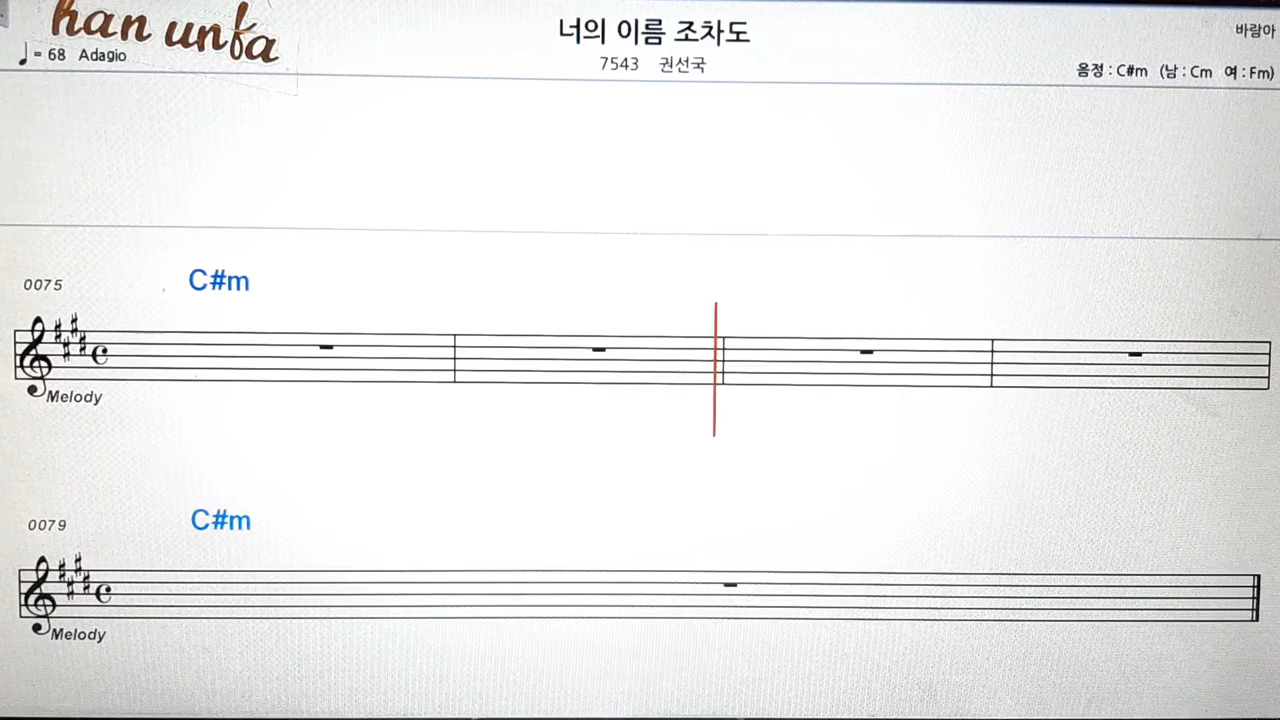 han unfa
너의 이름 조차도
바람아
♩= 68 Adagio
7543 권선국
음정 : C#m (남 : Cm 여 : Fm)
0075
C#m
Melody
0079
C#m
Melody